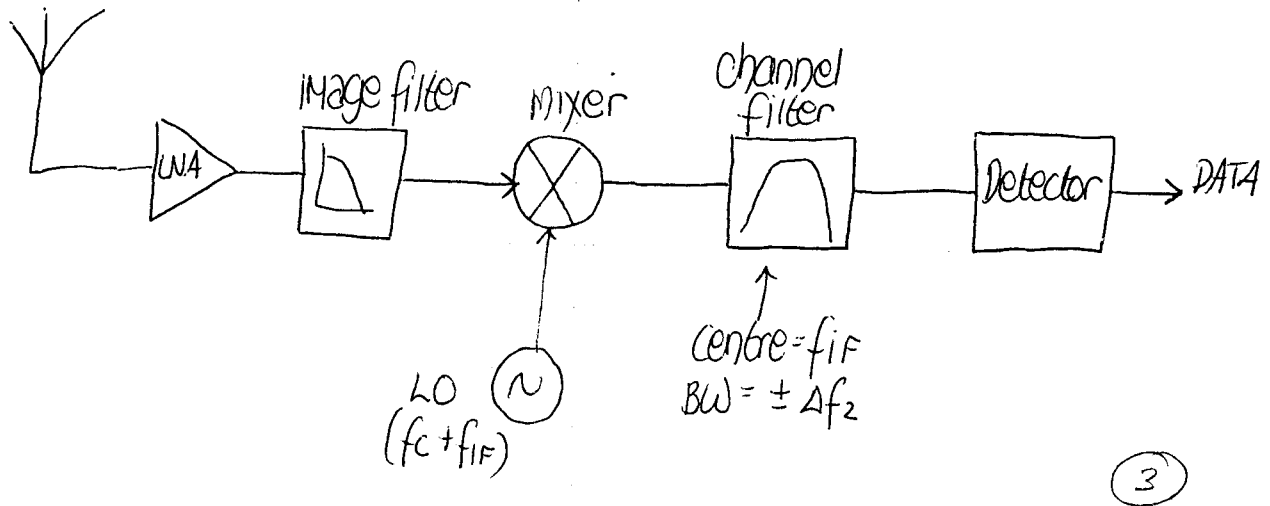 LNA
image filter
mixer
channel
filter
Detector
DATA
LO
(fc + fIF)
centre = fIF
BW = ± Δf2
3